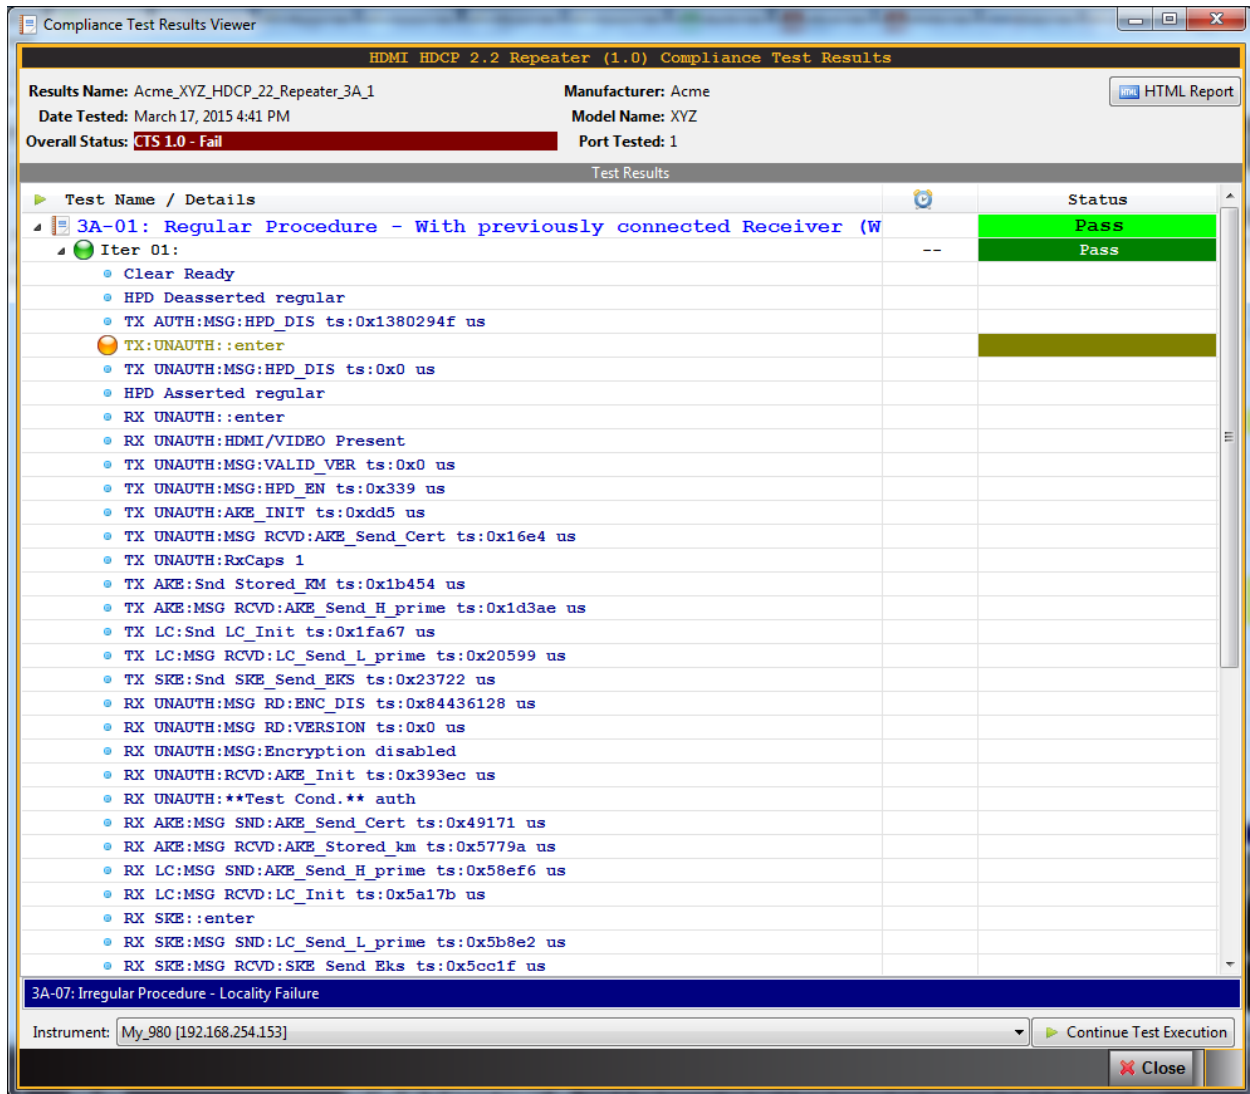 Compliance Test Results Viewer
HDMI HDCP 2.2 Repeater (1.0) Compliance Test Results
Results Name: Acme_XYZ_HDCP_22_Repeater_3A_1 Manufacturer: Acme HTML HTML Report
Date Tested: March 17, 2015 4:41 PM Model Name: XYZ
Overall Status: CTS 1.0 - Fail Port Tested: 1
Test Results
Test Name / Details Status
3A-01: Regular Procedure - With previously connected Receiver (W Pass
Iter 01: -- Pass
Clear Ready
HPD Deasserted regular
TX AUTH:MSG:HPD_DIS ts:0x1380294f us
TX:UNAUTH::enter
TX UNAUTH:MSG:HPD_DIS ts:0x0 us
HPD Asserted regular
RX UNAUTH::enter
RX UNAUTH:HDMI/VIDEO Present
TX UNAUTH:MSG:VALID_VER ts:0x0 us
TX UNAUTH:MSG:HPD_EN ts:0x339 us
TX UNAUTH:AKE_INIT ts:0xdd5 us
TX UNAUTH:MSG RCVD:AKE_Send_Cert ts:0x16e4 us
TX UNAUTH:RxCaps 1
TX AKE:Snd Stored_KM ts:0x1b454 us
TX AKE:MSG RCVD:AKE_Send_H_prime ts:0x1d3ae us
TX LC:Snd LC_Init ts:0x1fa67 us
TX LC:MSG RCVD:LC_Send_L_prime ts:0x20599 us
TX SKE:Snd SKE_Send_EKS ts:0x23722 us
RX UNAUTH:MSG RD:ENC_DIS ts:0x84436128 us
RX UNAUTH:MSG RD:VERSION ts:0x0 us
RX UNAUTH:MSG:Encryption disabled
RX UNAUTH:RCVD:AKE_Init ts:0x393ec us
RX UNAUTH:**Test Cond.** auth
RX AKE:MSG SND:AKE_Send_Cert ts:0x49171 us
RX AKE:MSG RCVD:AKE_Stored_km ts:0x5779a us
RX LC:MSG SND:AKE_Send_H_prime ts:0x58ef6 us
RX LC:MSG RCVD:LC_Init ts:0x5a17b us
RX SKE::enter
RX SKE:MSG SND:LC_Send_L_prime ts:0x5b8e2 us
RX SKE:MSG RCVD:SKE Send Eks ts:0x5cc1f us
3A-07: Irregular Procedure - Locality Failure
Instrument: My_980 [192.168.254.153] Continue Test Execution
Close